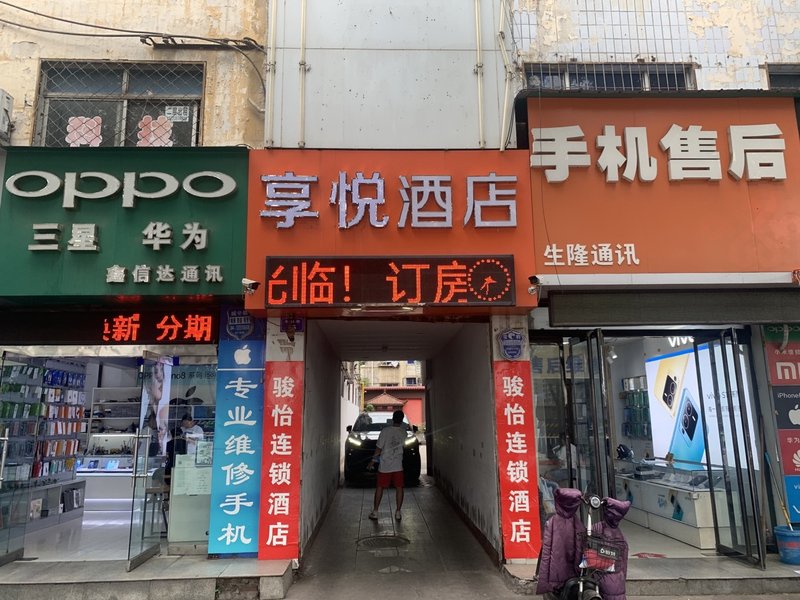 oppo
三星 华为
鑫信达通讯
新 分期
专业维修手机
享悦酒店
临！订房
骏怡连锁酒店
骏怡连锁酒店
手机售后
生隆通讯
vivo
iPhone